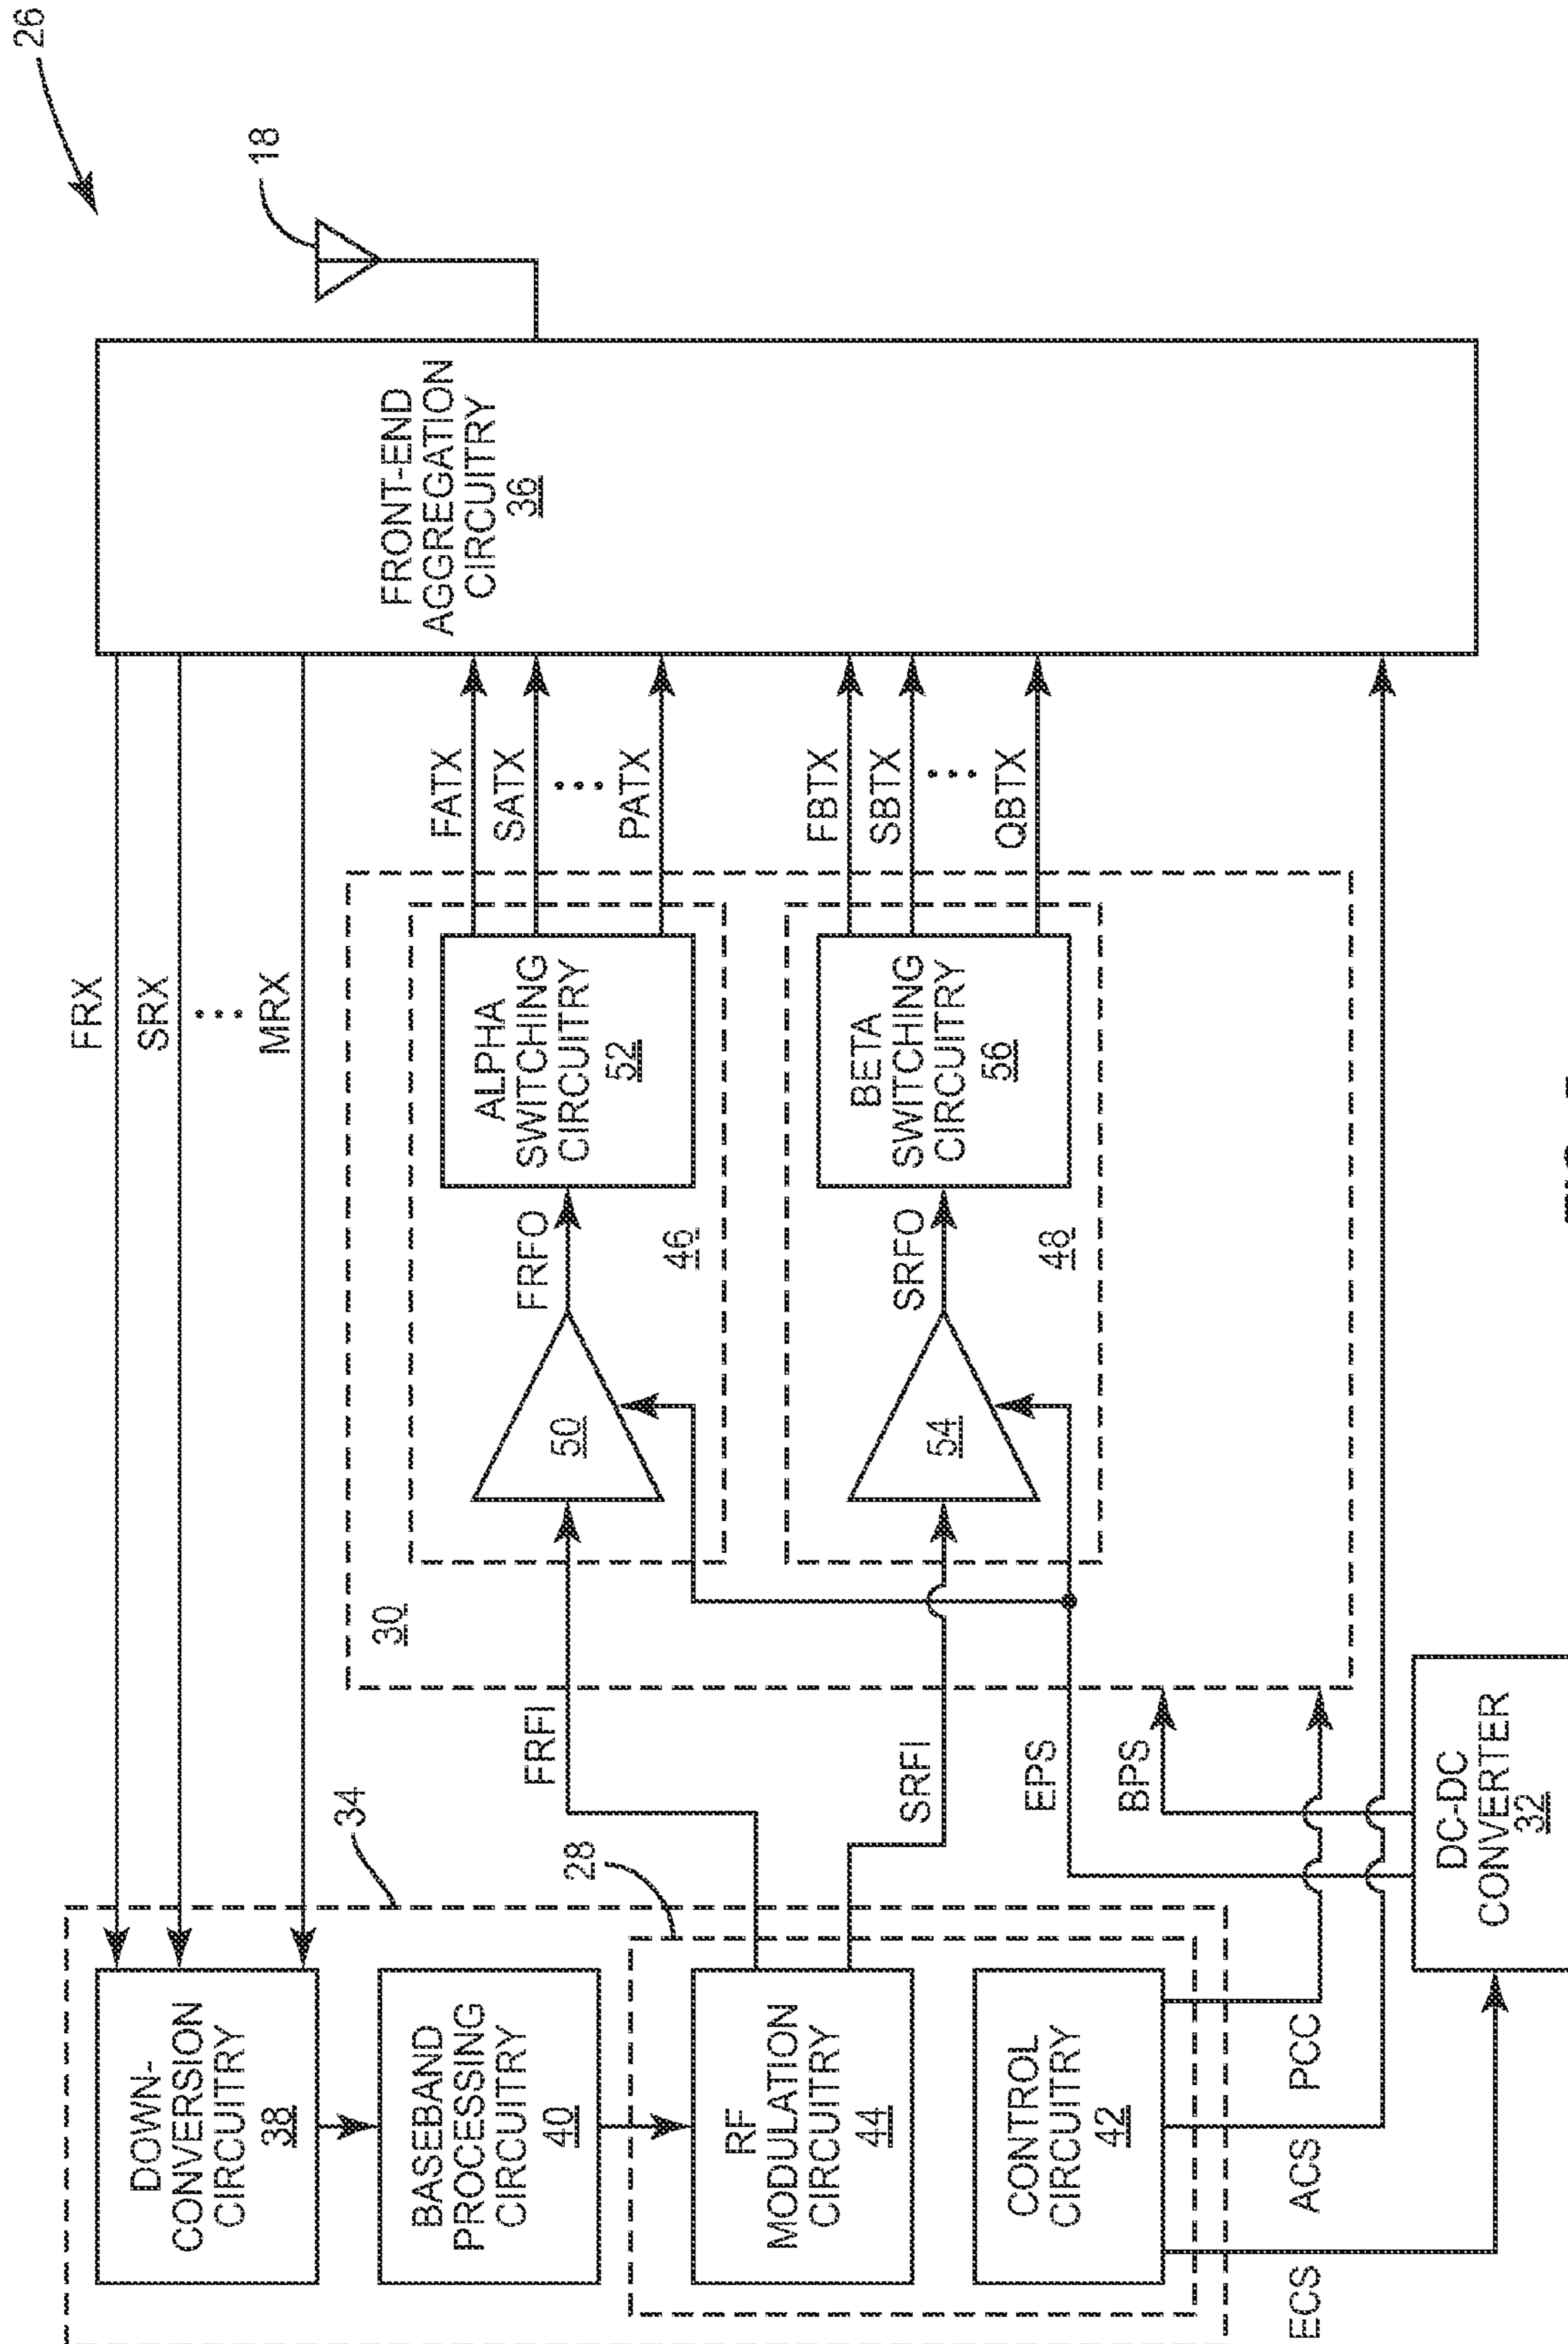 26
18
FRX
SRX
MRX
FRONT-END
AGGREGATION
CIRCUITRY
36
FATX
SATX
PATX
FBTX
SBTX
QBTX
34
DOWN-
CONVERSION
CIRCUITRY
38
BASEBAND
PROCESSING
CIRCUITRY
40
28
RF
MODULATION
CIRCUITRY
44
CONTROL
CIRCUITRY
42
FRFI
SRFI
EPS
BPS
30
50
FRFO
ALPHA
SWITCHING
CIRCUITRY
52
46
54
SRFO
BETA
SWITCHING
CIRCUITRY
56
48
ECS
ACS
PCC
DC-DC
CONVERTER
32